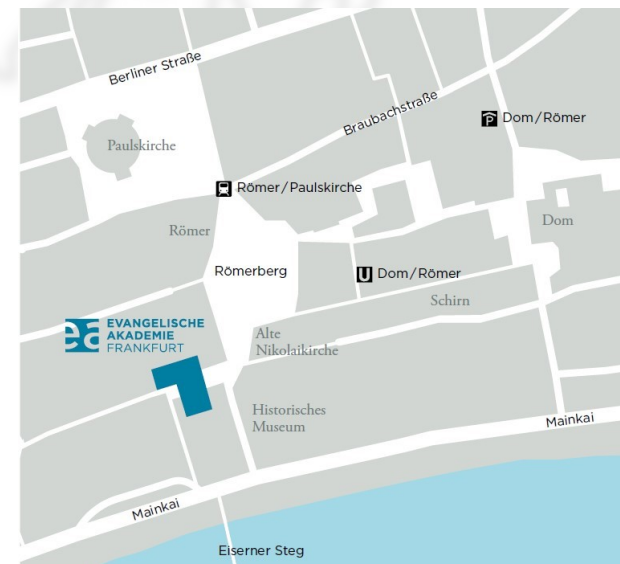 Berliner Straße
Paulskirche
Braubachstraße
P Dom/Römer
Römer/Paulskirche
Dom
Römer
Römerberg
U Dom/Römer
Schirn
ea EVANGELISCHE
AKADEMIE
FRANKFURT
Alte
Nikolaikirche
Historisches
Museum
Mainkai
Mainkai
Eiserner Steg